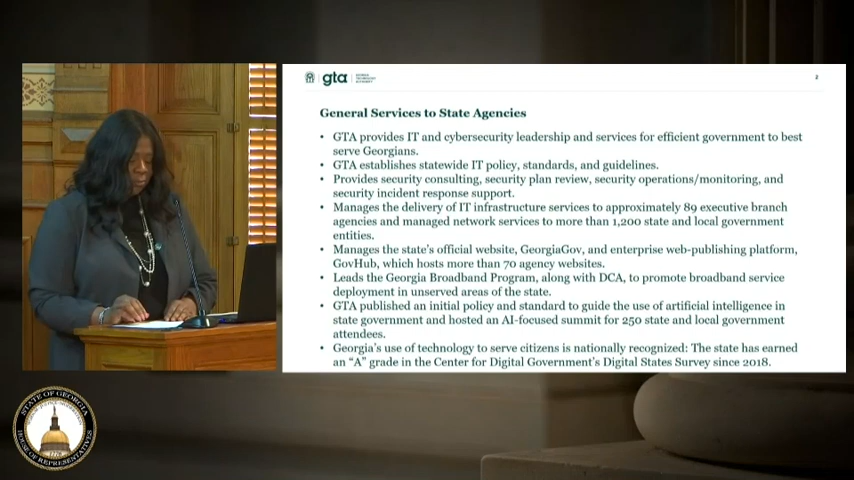 gta
GEORGIA
TECHNOLOGY
AUTHORITY
2
General Services to State Agencies
• GTA provides IT and cybersecurity leadership and services for efficient government to best
serve Georgians.
• GTA establishes statewide IT policy, standards, and guidelines.
• Provides security consulting, security plan review, security operations/monitoring, and
security incident response support.
• Manages the delivery of IT infrastructure services to approximately 89 executive branch
agencies and managed network services to more than 1,200 state and local government
entities.
• Manages the state's official website, GeorgiaGov, and enterprise web-publishing platform,
GovHub, which hosts more than 70 agency websites.
• Leads the Georgia Broadband Program, along with DCA, to promote broadband service
deployment in unserved areas of the state.
• GTA published an initial policy and standard to guide the use of artificial intelligence in
state government and hosted an AI-focused summit for 250 state and local government
attendees.
• Georgia's use of technology to serve citizens is nationally recognized: The state has earned
an "A" grade in the Center for Digital Government's Digital States Survey since 2018.
STATE OF GEORGIA
HOUSE OF REPRESENTATIVES
1776